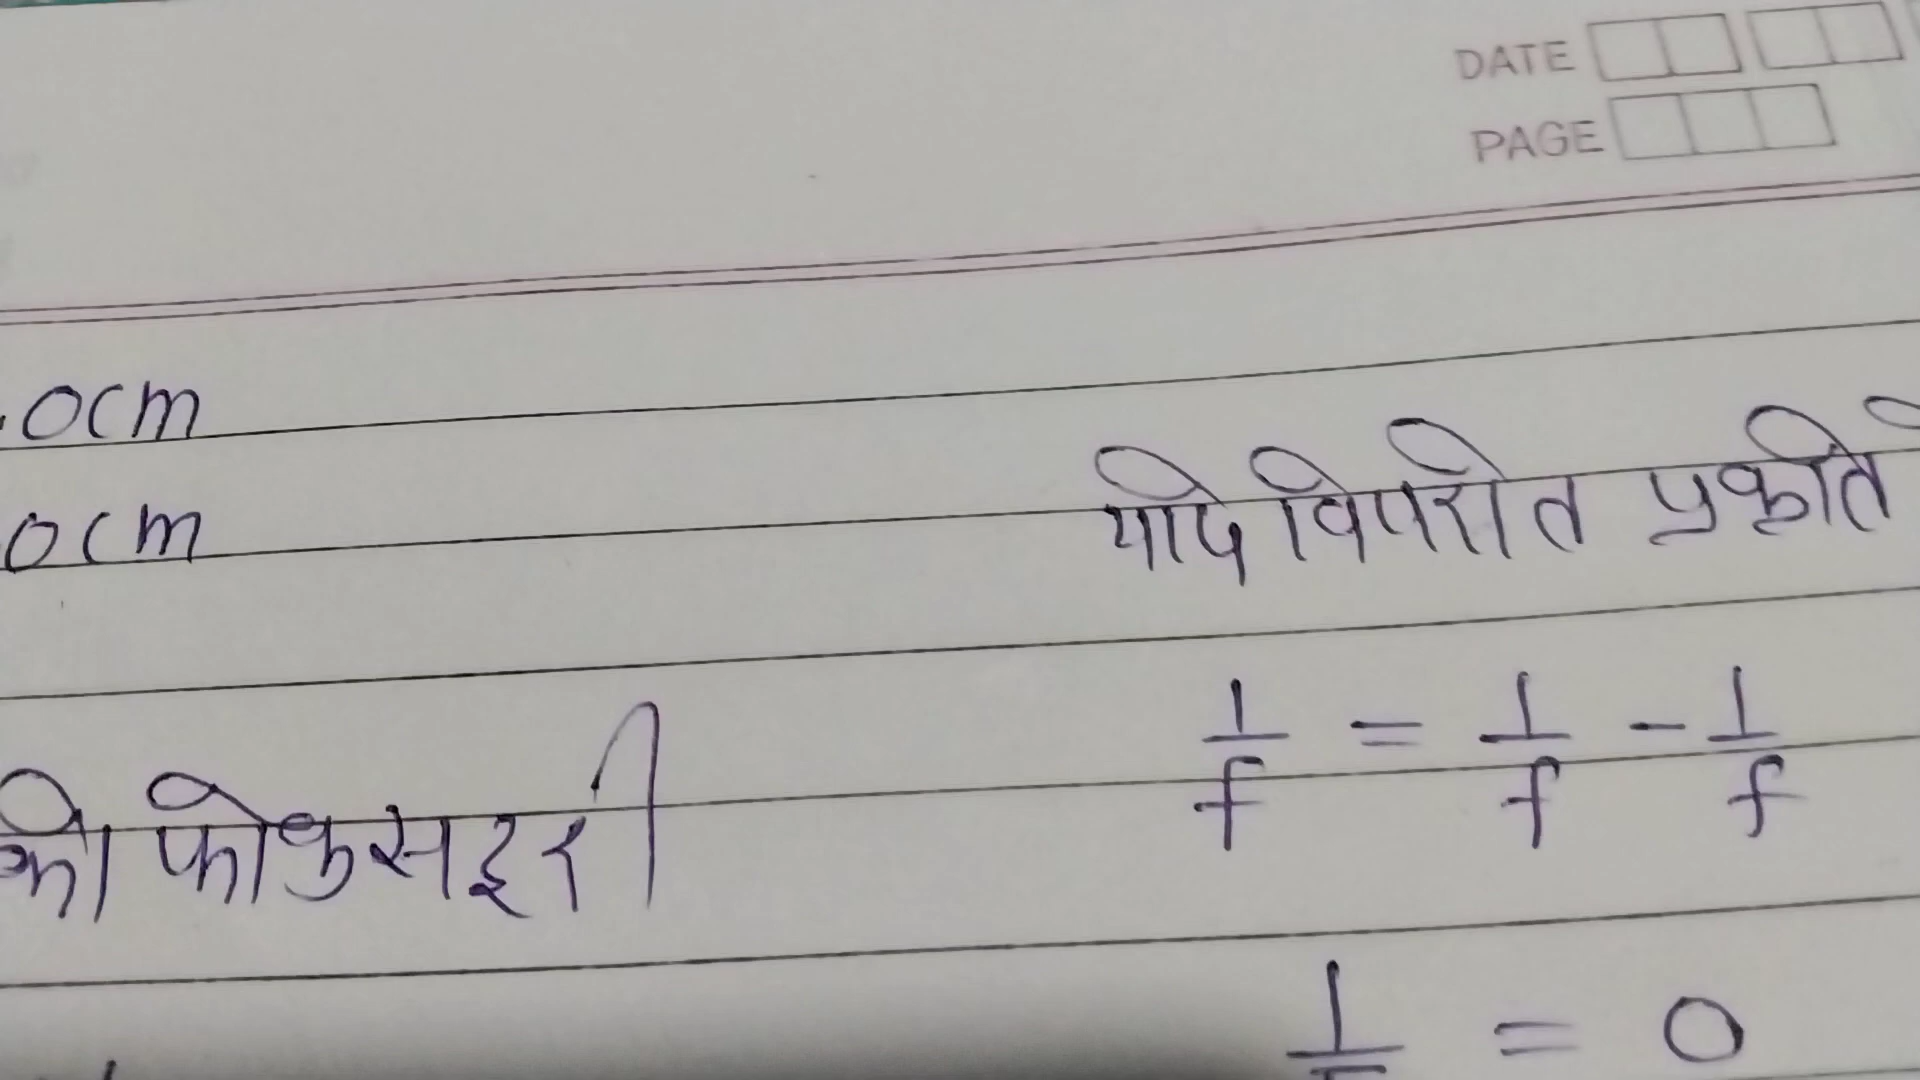 DATE
PAGE
.0cm
0cm
यदि विपरीत प्रकृति
1/f = 1/f - 1/f
की फोकस दूरी
1/F = 0